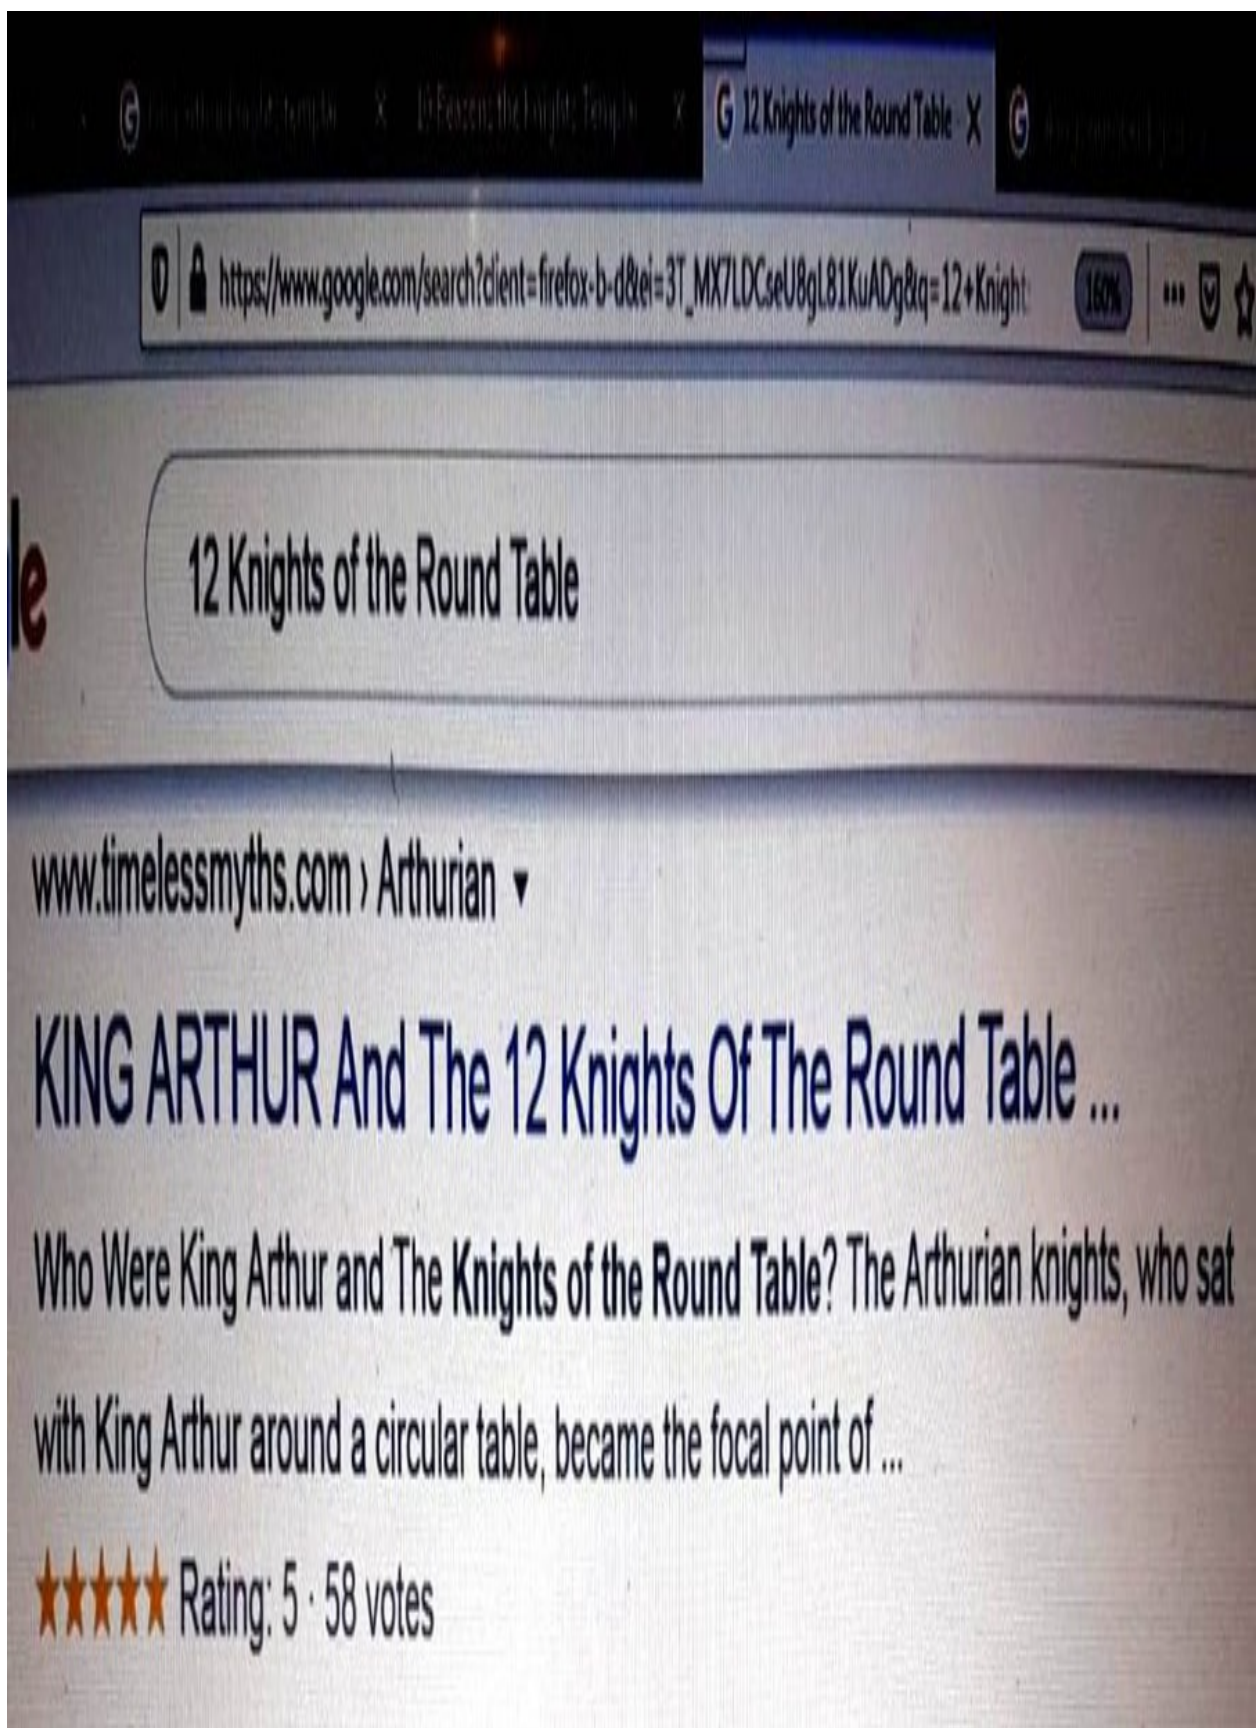 12 Knights of the Round Table
https://www.google.com/search?client=firefox-b-d&ei=3T_MX7LDCseU8gL81KuADg&q=12+Knight
le
12 Knights of the Round Table
www.timelessmyths.com › Arthurian
KING ARTHUR And The 12 Knights Of The Round Table ...
Who Were King Arthur and The Knights of the Round Table? The Arthurian knights, who sat
with King Arthur around a circular table, became the focal point of ...
Rating: 5 · 58 votes